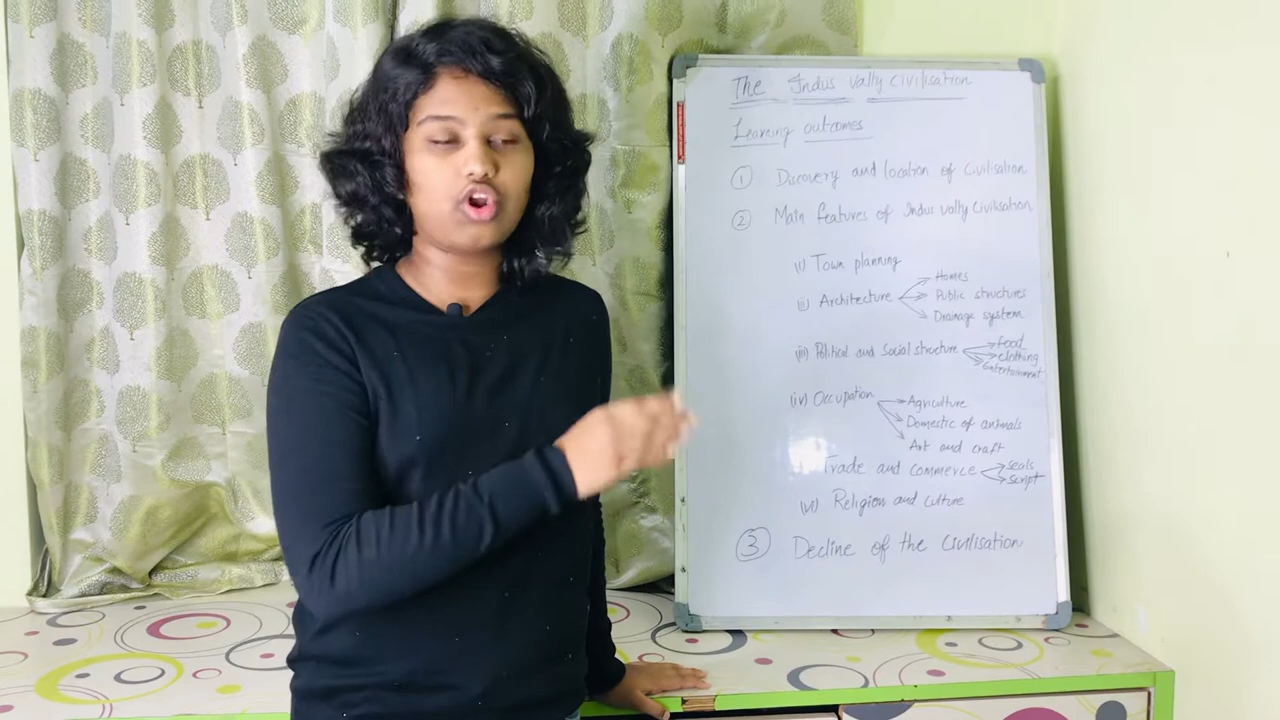 The Indus vally civilisation
Learning outcomes
1 Discovery and location of Civilisation
2 Main features of Indus vally Civilisation
(i) Town planning
(ii) Architecture
Homes
Public structures
Drainage system
(iii) Political and Social structure
food
clothing
Entertainment
(iv) Occupation
Agriculture
Domestic of animals
Art and craft
Trade and commerce
Seals
Script
(vi) Religion and culture
3 Decline of the Civilisation